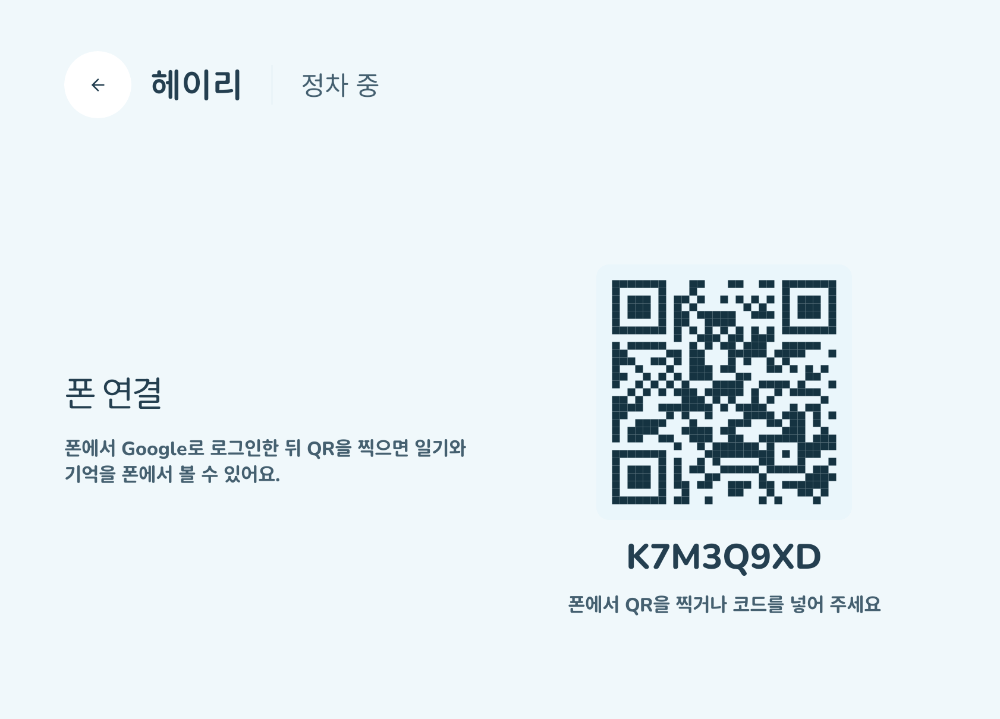 헤이리
정차 중
폰 연결
폰에서 Google로 로그인한 뒤 QR을 찍으면 일기와
기억을 폰에서 볼 수 있어요.
K7M3Q9XD
폰에서 QR을 찍거나 코드를 넣어 주세요